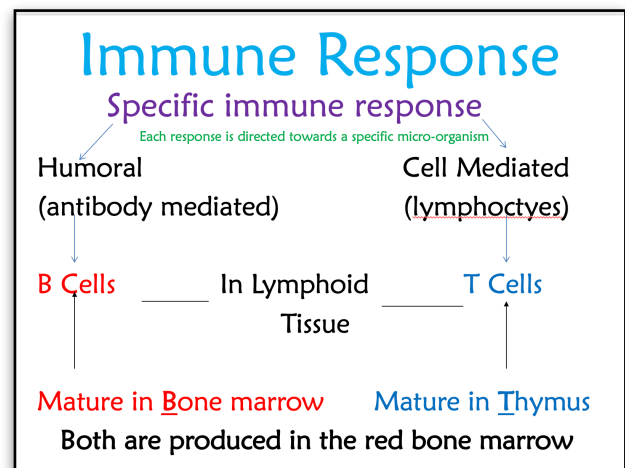 Immune Response
Specific immune response
Each response is directed towards a specific micro-organism
Humoral
(antibody mediated)
Cell Mediated
(lymphoctyes)
B Cells
In Lymphoid
Tissue
T Cells
Mature in Bone marrow
Mature in Thymus
Both are produced in the red bone marrow